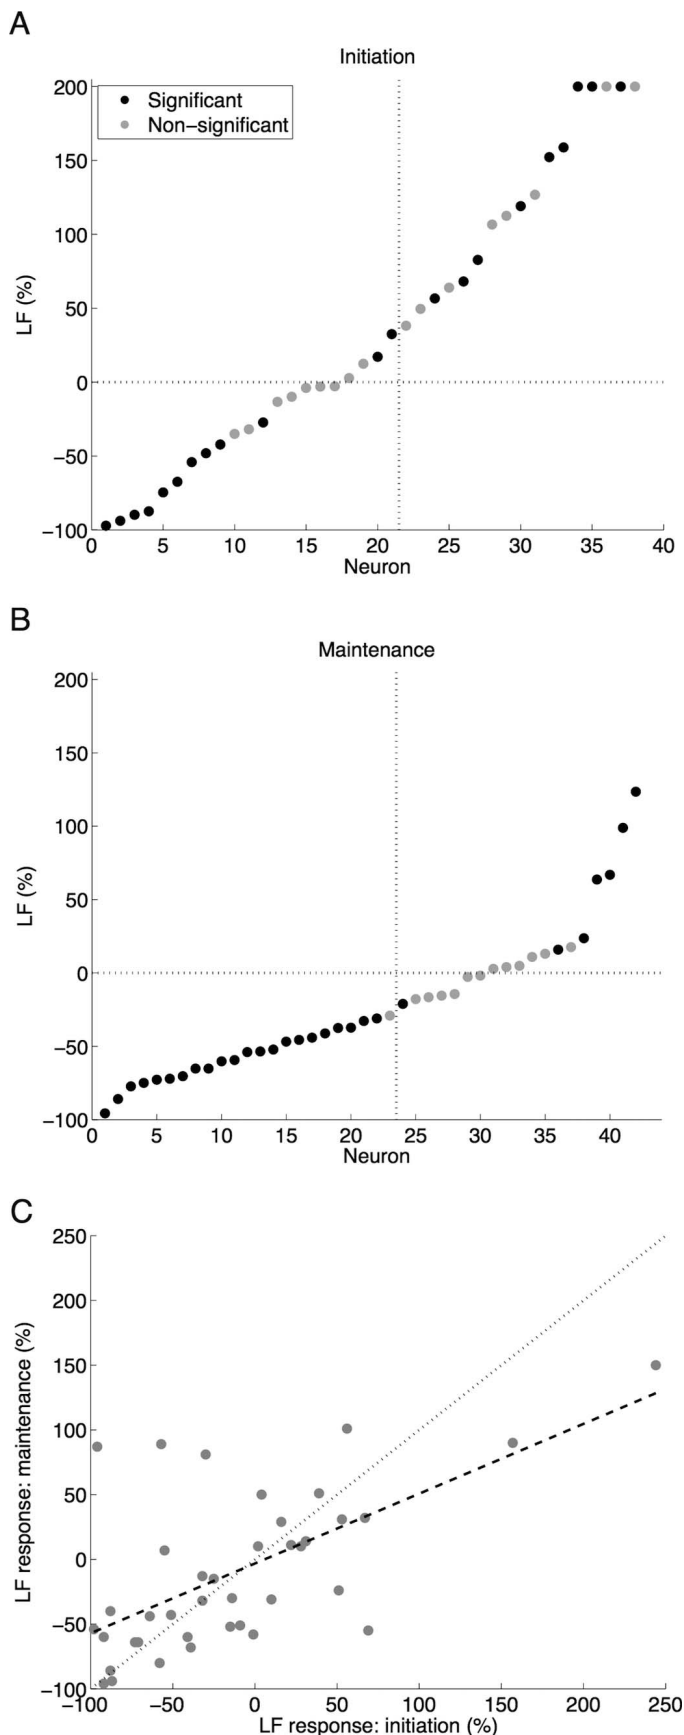 A
Initiation
200
150
100
50
0
−50
−100
LF (%)
Significant
Non−significant
0 5 10 15 20 25 30 35 40
Neuron
B
Maintenance
200
150
100
50
0
−50
−100
LF (%)
0 5 10 15 20 25 30 35 40
Neuron
C
250
200
150
100
50
0
−50
−100
LF response: maintenance (%)
−100 −50 0 50 100 150 200 250
LF response: initiation (%)